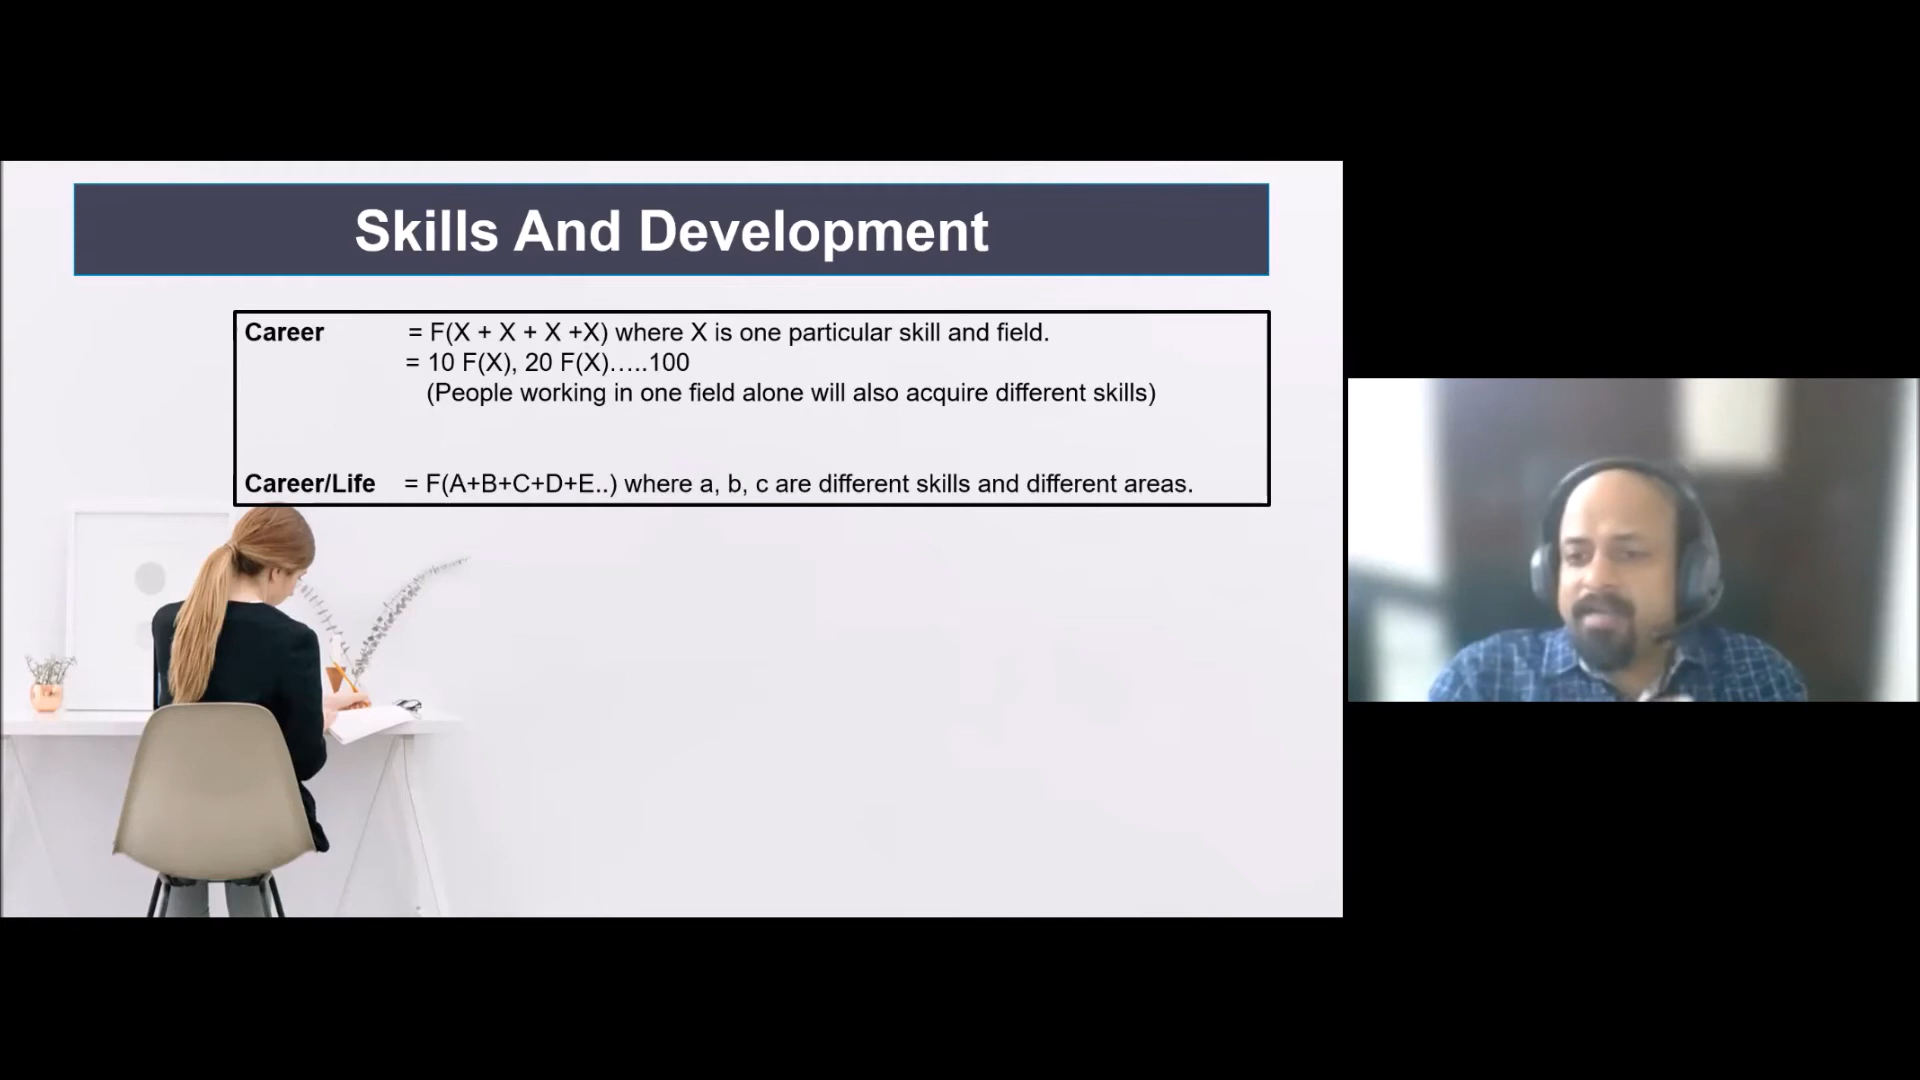 Skills And Development
Career = F(X + X + X +X) where X is one particular skill and field.
= 10 F(X), 20 F(X)…..100
(People working in one field alone will also acquire different skills)
Career/Life = F(A+B+C+D+E..) where a, b, c are different skills and different areas.